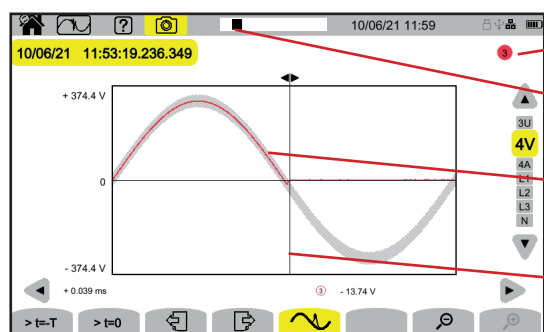 ?
10/06/21 11:59
10/06/21 11:53:19.236.349
3
+ 374.4 V
0
- 374.4 V
3U
4V
4A
L1
L2
L3
N
+ 0.039 ms
3 - 13.74 V
> t=-T
> t=0